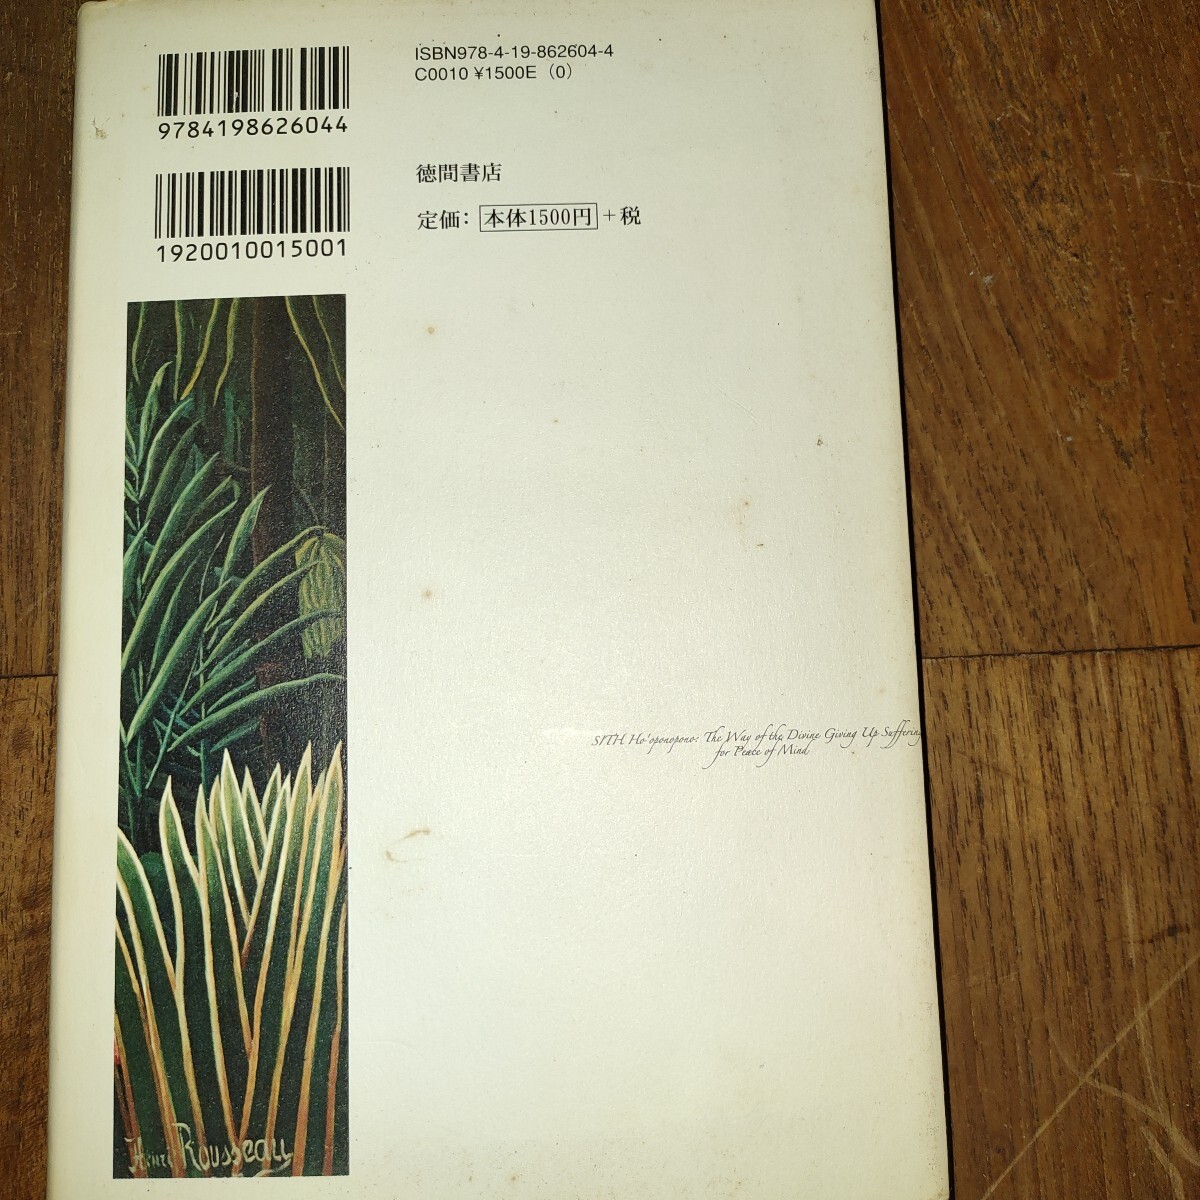 ISBN978-4-19-862604-4
C0010 ¥1500E (0)
9784198626044
徳間書店
定価：本体1500円+税
1920010015001
SITH Ho'oponopono: The Way of the Divine Giving Up Suffering
for Peace of Mind
Henri Rousseau